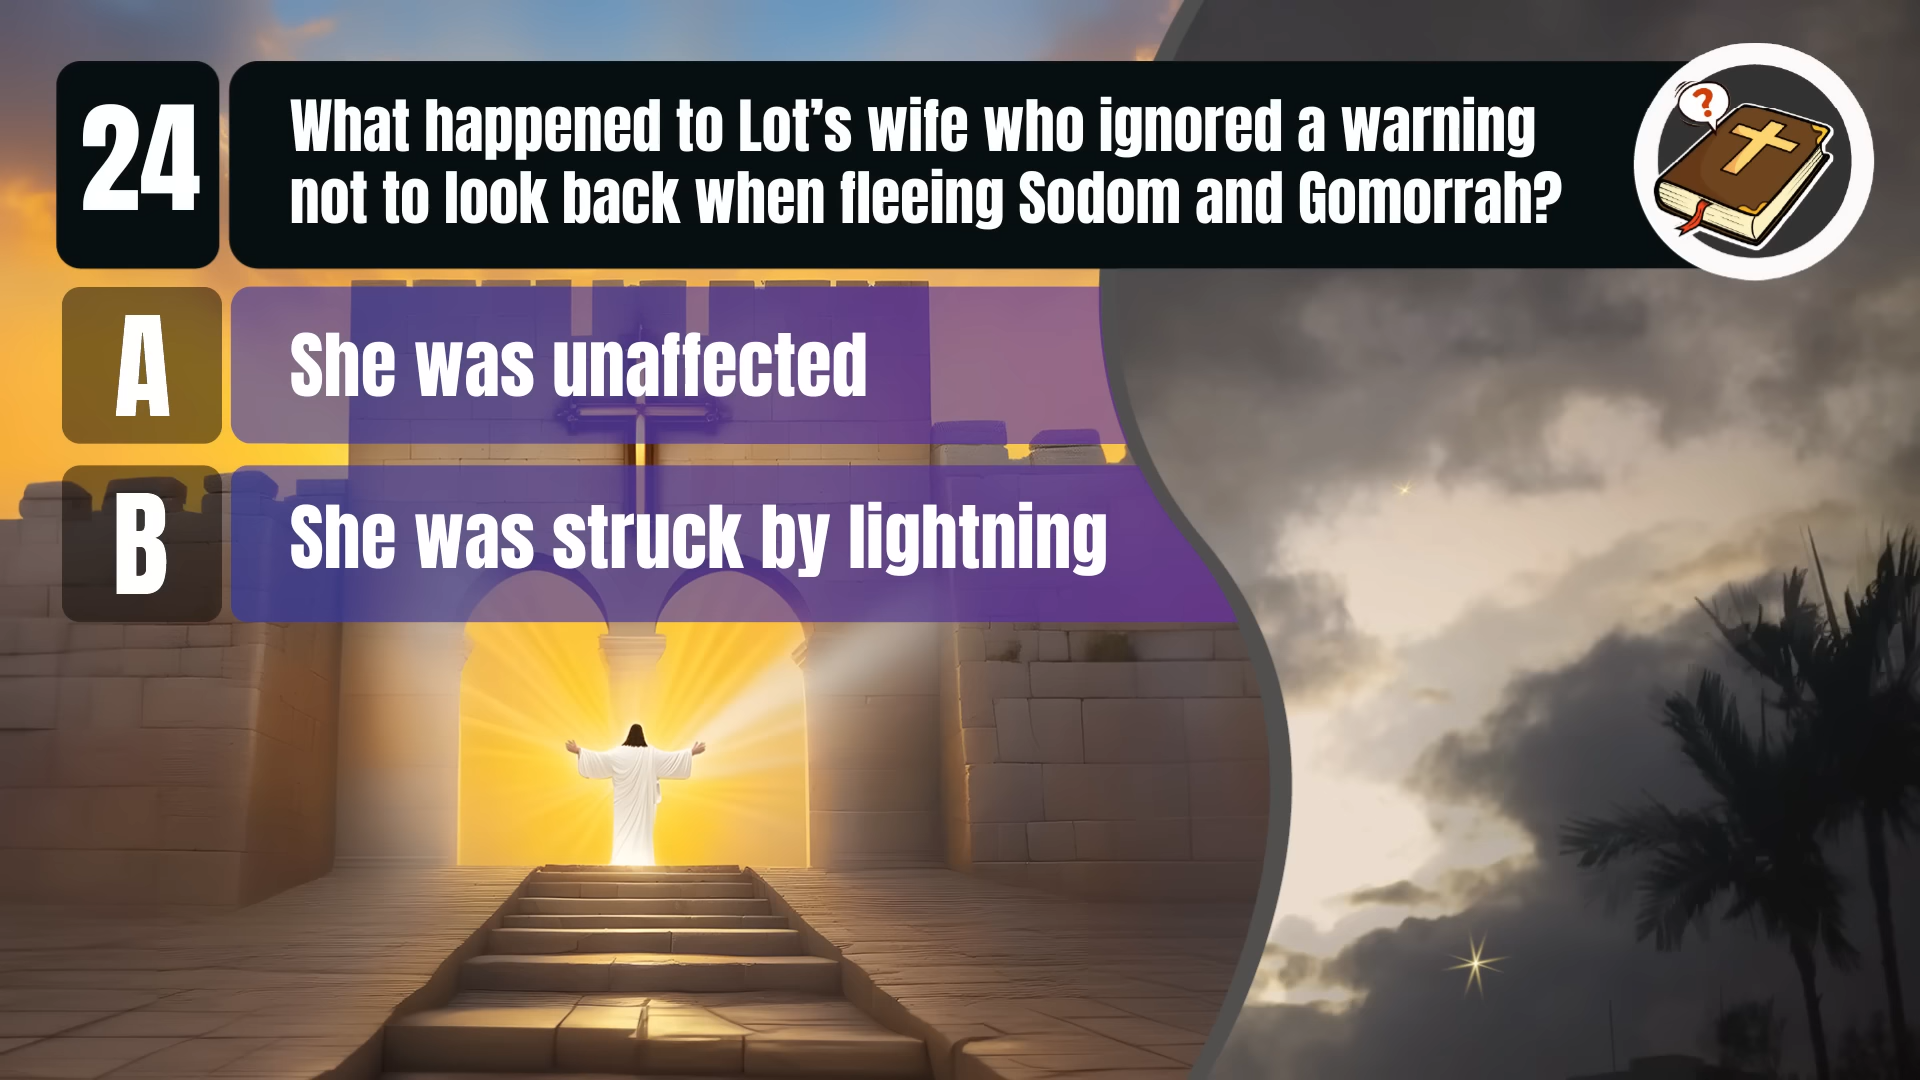 24
What happened to Lot’s wife who ignored a warning
not to look back when fleeing Sodom and Gomorrah?
?
A
She was unaffected
B
She was struck by lightning